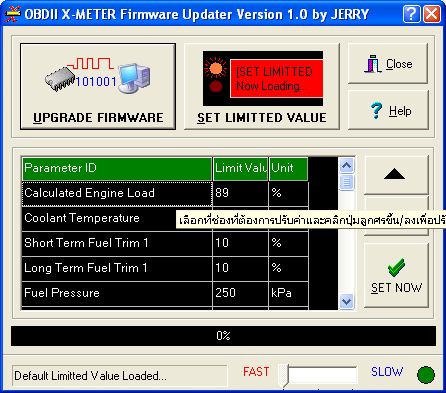 OBDII X-METER Firmware Updater Version 1.0 by JERRY
101001
UPGRADE FIRMWARE
[SET LIMITTED
Now Loading...
SET LIMITTED VALUE
Close
Help
Parameter ID Limit Valu Unit
Calculated Engine Load 89 %
Coolant Temperature
เลือกที่ช่องที่ต้องการปรับค่าและคลิกปุ่มลูกศรขึ้น/ลงเพื่อปรั
Short Term Fuel Trim 1 10 %
Long Term Fuel Trim 1 10 %
Fuel Pressure 250 kPa
SET NOW
0%
Default Limitted Value Loaded...
FAST
SLOW